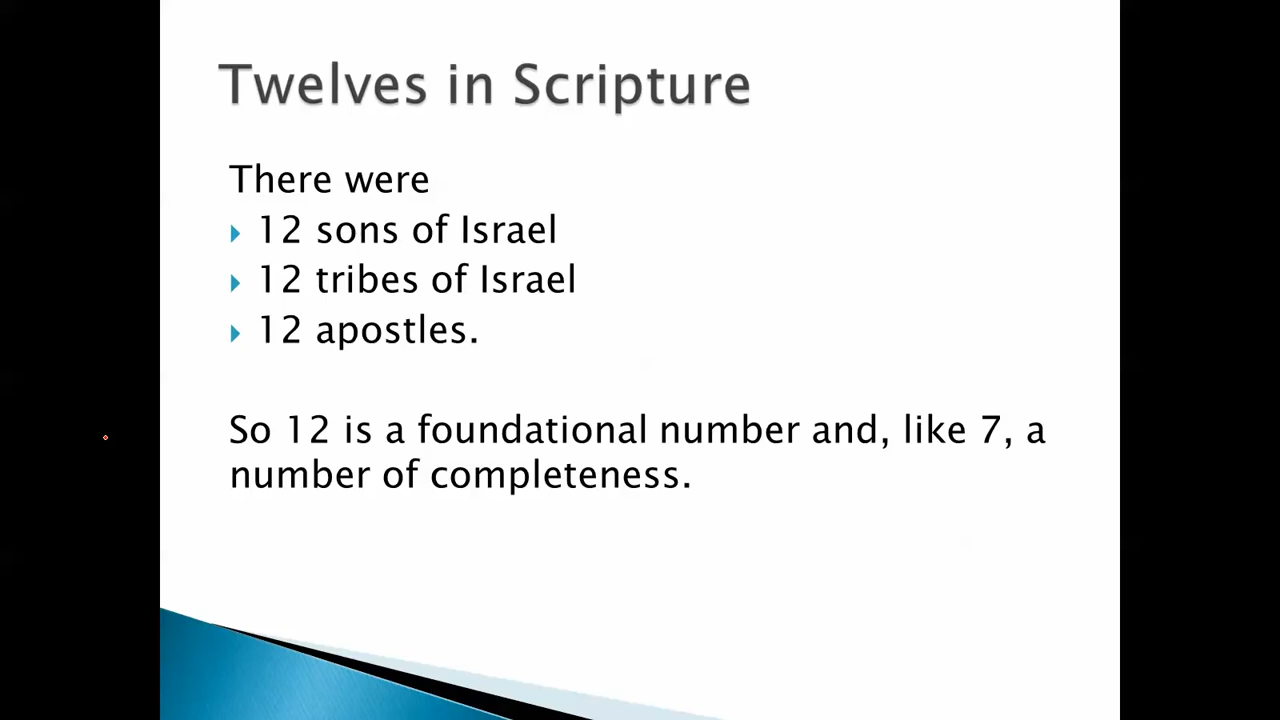 Twelves in Scripture
There were
12 sons of Israel
12 tribes of Israel
12 apostles.
So 12 is a foundational number and, like 7, a
number of completeness.